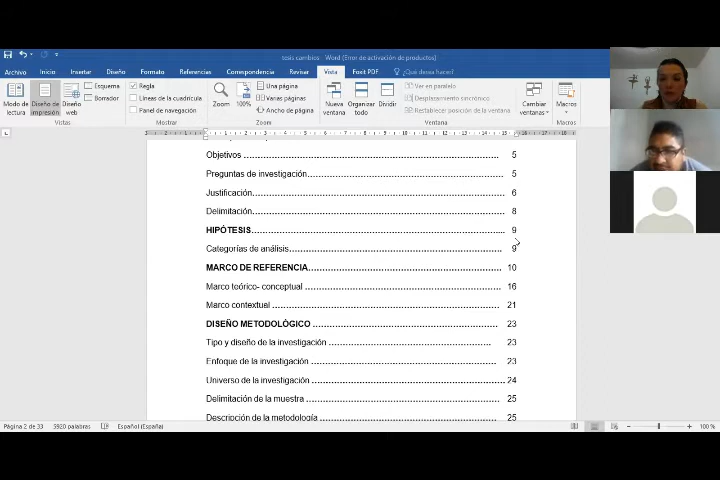 tesis cambios - Word (Error de activación de productos)
Archivo Inicio Insertar Diseño Formato Referencias Correspondencia Revisar Vista Foxit PDF ¿Qué desea hacer?
Modo de lectura Diseño de impresión Diseño web Esquema Borrador
Vistas
Regla
Líneas de la cuadrícula
Panel de navegación
Mostrar
Zoom 100% Una página Varias páginas Ancho de página
Zoom
Nueva ventana Organizar todo Dividir
Ver en paralelo
Desplazamiento sincrónico
Restablecer posición de la ventana
Ventana
Cambiar ventanas
Macros
Macros
Objetivos 5
Preguntas de investigación 5
Justificación 6
Delimitación 8
HIPÓTESIS 9
Categorías de análisis 9
MARCO DE REFERENCIA 10
Marco teórico- conceptual 16
Marco contextual 21
DISEÑO METODOLÓGICO 23
Tipo y diseño de la investigación 23
Enfoque de la investigación 23
Universo de la investigación 24
Delimitación de la muestra 25
Descripción de la metodología 25
Página 2 de 33 5920 palabras Español (España) 100 %